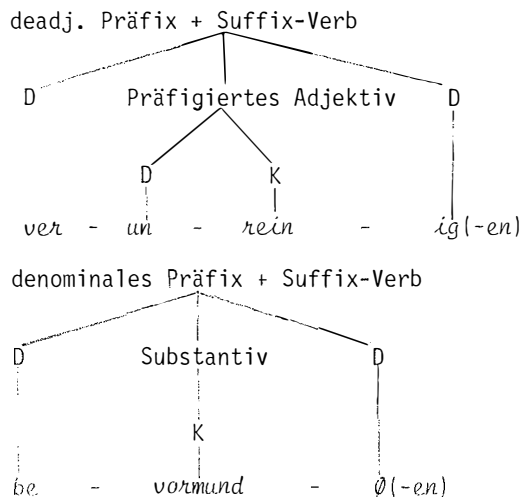 deadj. Präfix + Suffix-Verb
D Präfigiertes Adjektiv D
D K
ver - un - rein - ig(-en)
denominales Präfix + Suffix-Verb
D Substantiv D
K
be - vormund - Ø(-en)